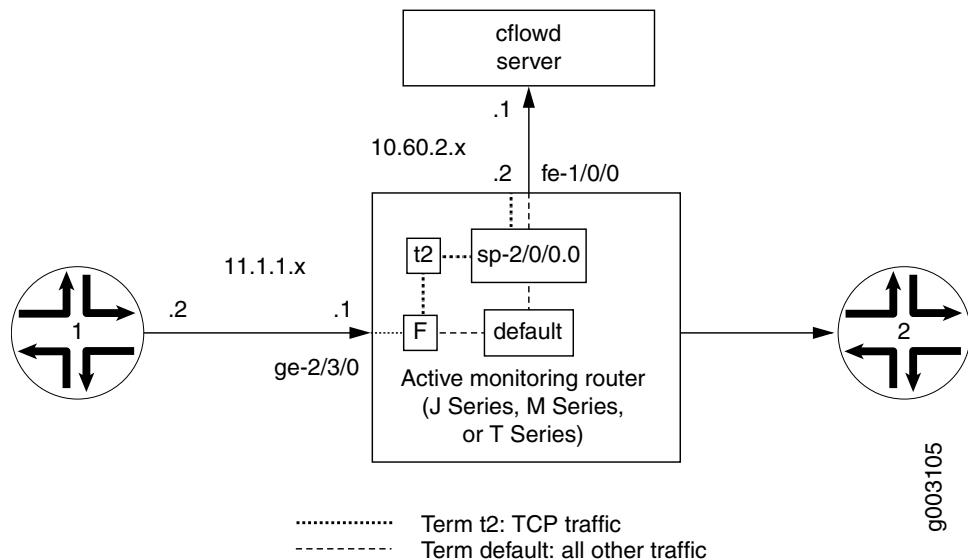 cflowd
server
.1
10.60.2.x
.2
fe-1/0/0
t2
sp-2/0/0.0
11.1.1.x
1
.2
.1
F
default
2
ge-2/3/0
Active monitoring router
(J Series, M Series,
or T Series)
g003105
Term t2: TCP traffic
Term default: all other traffic